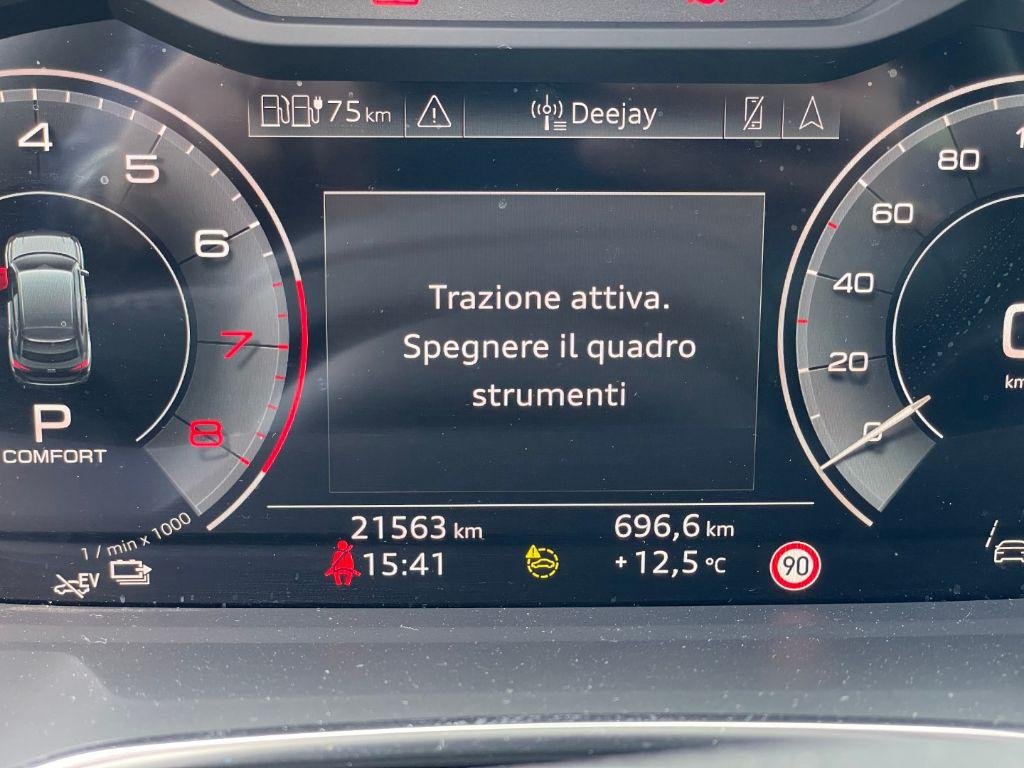 75 km
Deejay
4
5
6
7
8
P
COMFORT
1 / min x 1000
EV
Trazione attiva.
Spegnere il quadro
strumenti
80
60
40
20
0
21563 km
15:41
696,6 km
+12,5 °C
90